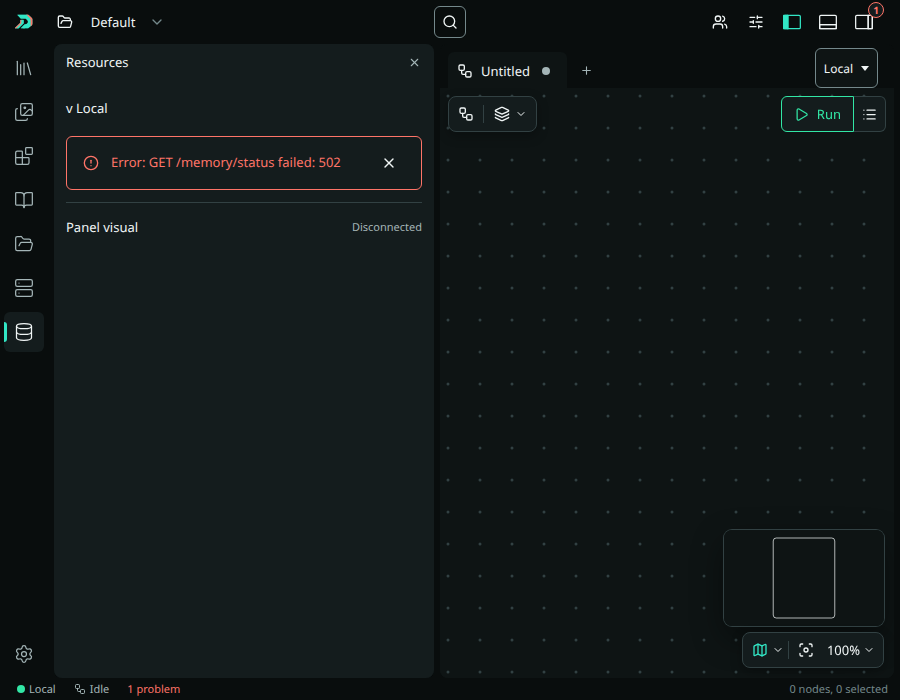 Default
1
Resources
Untitled
Local
v Local
Run
Error: GET /memory/status failed: 502
Panel visual
Disconnected
100%
Local
Idle
1 problem
0 nodes, 0 selected